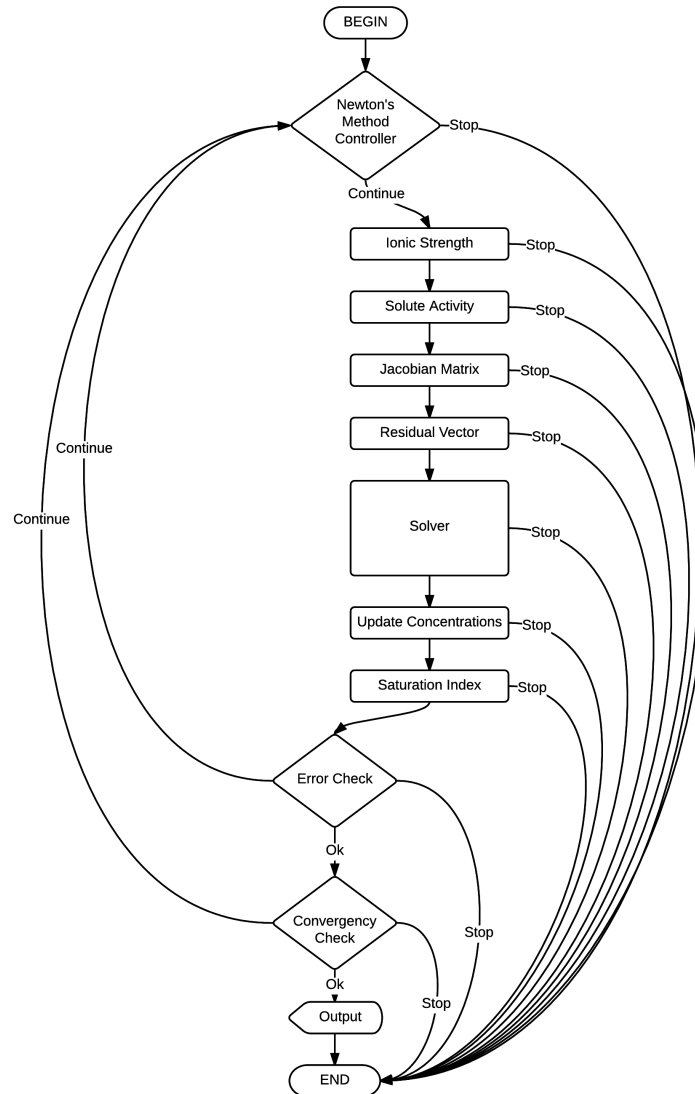 BEGIN
Newton's
Method
Controller
Stop
Continue
Ionic Strength
Stop
Solute Activity
Stop
Jacobian Matrix
Stop
Residual Vector
Stop
Continue
Continue
Solver
Stop
Update Concentrations
Stop
Saturation Index
Stop
Error Check
Ok
Stop
Convergency
Check
Ok
Stop
Output
END